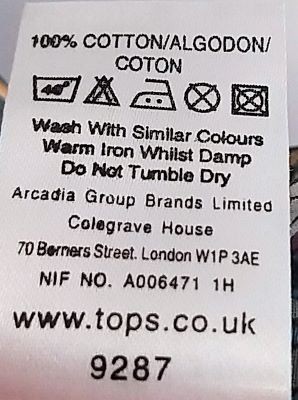 100% COTTON/ALGODON/
COTON
40°
Wash With Similar Colours
Warm Iron Whilst Damp
Do Not Tumble Dry
Arcadia Group Brands Limited
Colegrave House
70 Berners Street. London W1P 3AE
NIF NO. A006471 1H
www.tops.co.uk
9287